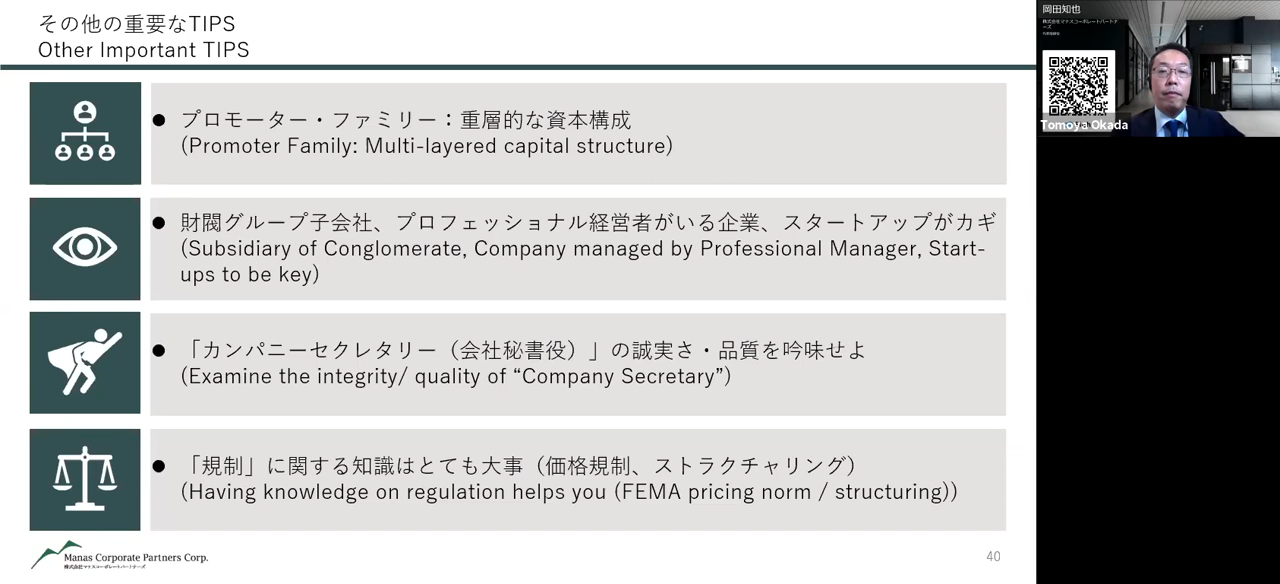 その他の重要なTIPS
Other Important TIPS
● プロモーター・ファミリー：重層的な資本構成
(Promoter Family: Multi-layered capital structure)
● 財閥グループ子会社、プロフェッショナル経営者がいる企業、スタートアップがカギ
(Subsidiary of Conglomerate, Company managed by Professional Manager, Start-
ups to be key)
● 「カンパニーセクレタリー（会社秘書役）」の誠実さ・品質を吟味せよ
(Examine the integrity/ quality of “Company Secretary”)
● 「規制」に関する知識はとても大事（価格規制、ストラクチャリング）
(Having knowledge on regulation helps you (FEMA pricing norm / structuring))
Manas Corporate Partners Corp.
株式会社マナスコーポレートパートナーズ
40
岡田知也
株式会社マナスコーポレートパートナ
ーズ
Tomoya Okada